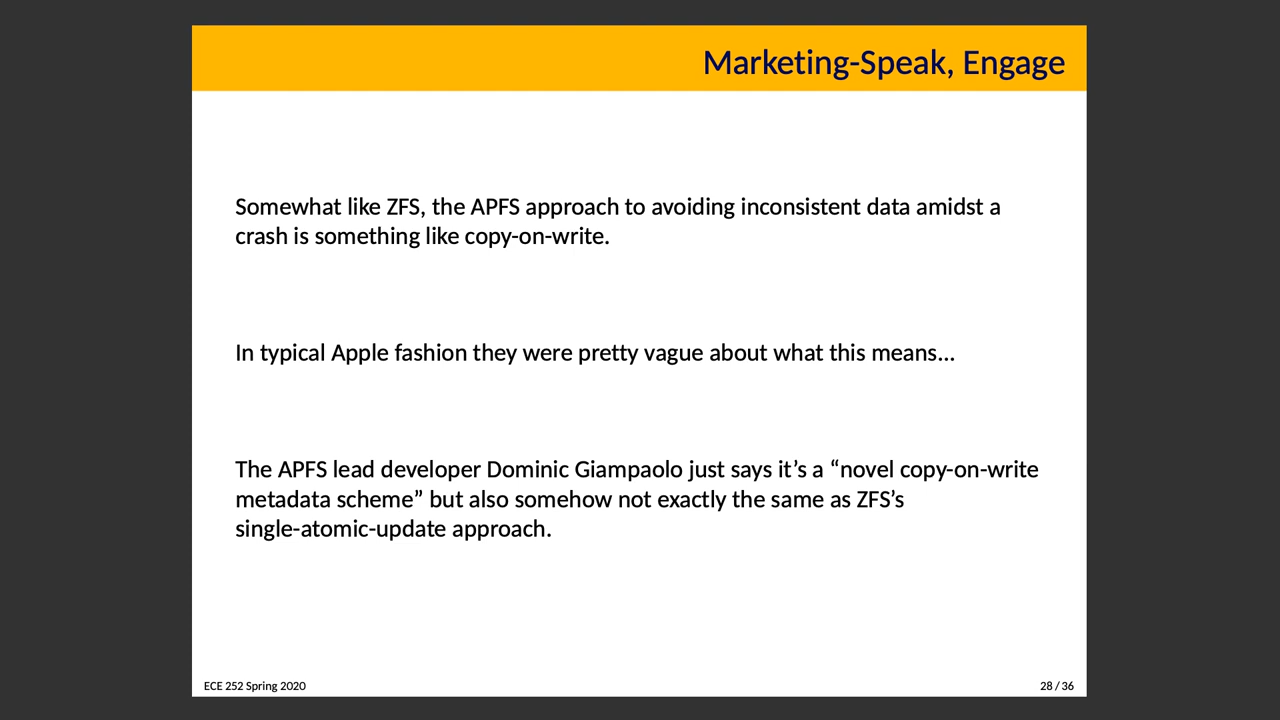 Marketing-Speak, Engage
Somewhat like ZFS, the APFS approach to avoiding inconsistent data amidst a
crash is something like copy-on-write.
In typical Apple fashion they were pretty vague about what this means...
The APFS lead developer Dominic Giampaolo just says it’s a “novel copy-on-write
metadata scheme” but also somehow not exactly the same as ZFS’s
single-atomic-update approach.
ECE 252 Spring 2020
28 / 36